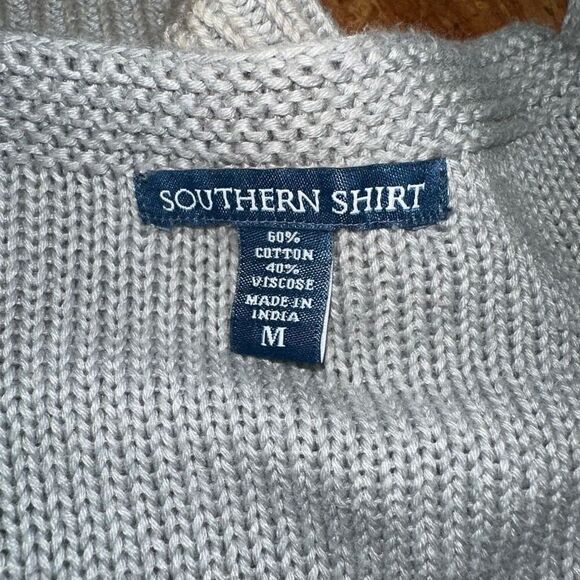 SOUTHERN SHIRT
60%
COTTON
40%
VISCOSE
MADE IN
INDIA
M